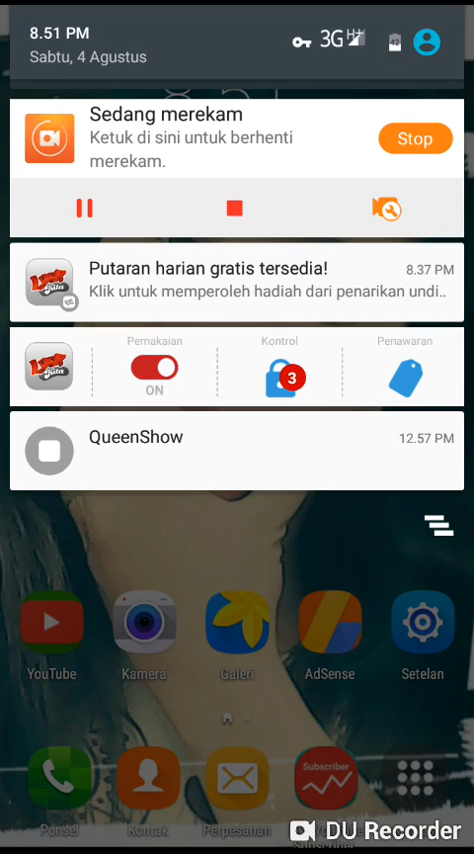 8.51 PM
3G H+
42
Sabtu, 4 Agustus
Sedang merekam
Ketuk di sini untuk berhenti
merekam.
Stop
Putaran harian gratis tersedia!
8.37 PM
Klik untuk memperoleh hadiah dari penarikan undi..
Pemakaian
Kontrol
Penawaran
3
ON
QueenShow
12.57 PM
YouTube
Kamera
Galeri
AdSense
Setelan
Subscriber
Ponsel
Kontak
Perpesanan
DU Recorder